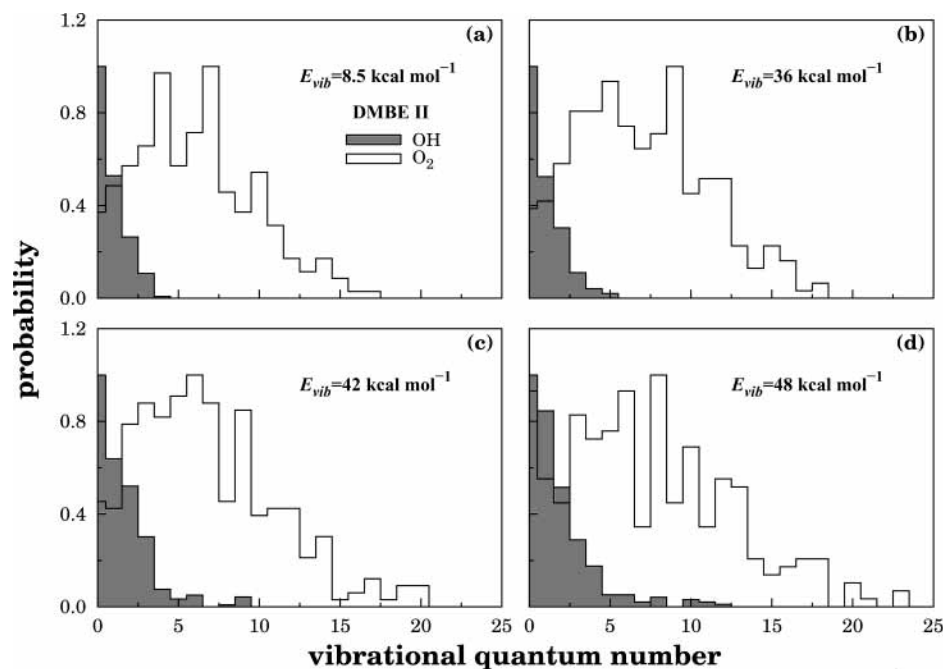 1.2
(a)
(b)
E_vib=8.5 kcal mol⁻¹
E_vib=36 kcal mol⁻¹
DMBE II
OH
O₂
0.8
0.4
0.0
probability
1.2
(c)
(d)
E_vib=42 kcal mol⁻¹
E_vib=48 kcal mol⁻¹
0.8
0.4
0.0
0 5 10 15 20 0 5 10 15 20 25
vibrational quantum number